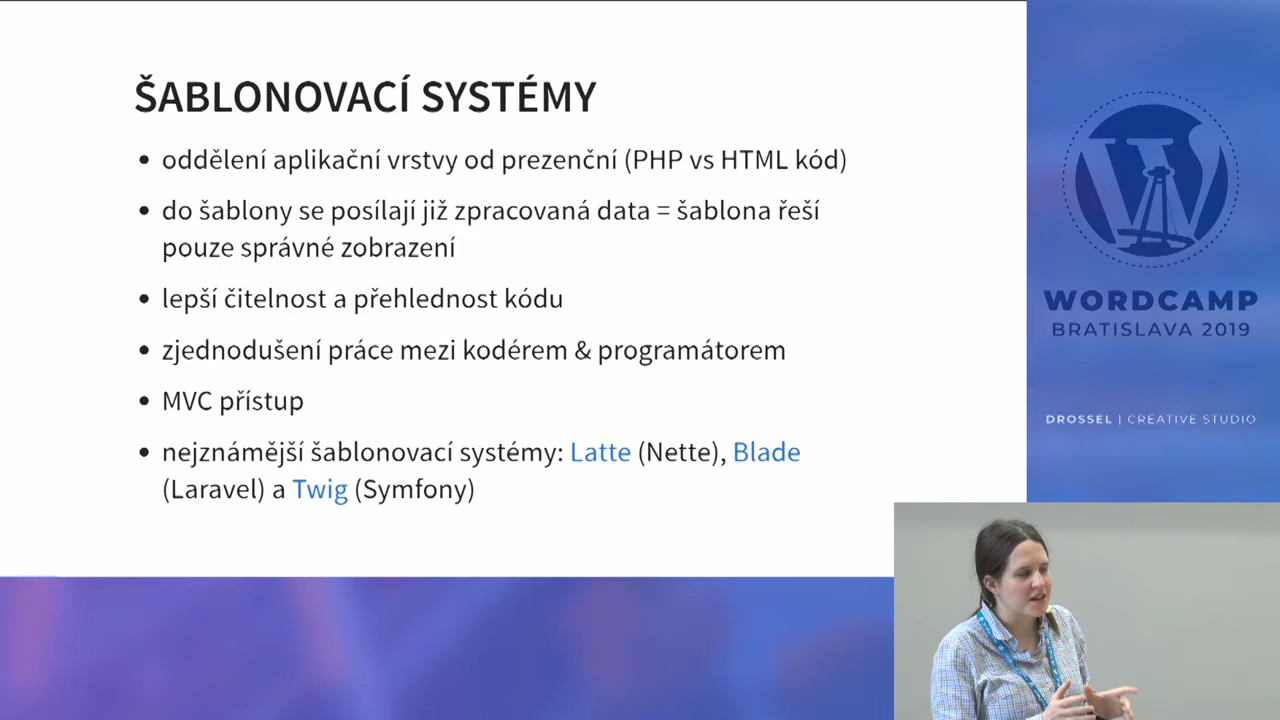 ŠABLONOVACÍ SYSTÉMY
• oddělení aplikační vrstvy od prezenční (PHP vs HTML kód)
• do šablony se posílají již zpracovaná data = šablona řeší
pouze správné zobrazení
• lepší čitelnost a přehlednost kódu
• zjednodušení práce mezi kodérem & programátorem
• MVC přístup
• nejznámější šablonovací systémy: Latte (Nette), Blade
(Laravel) a Twig (Symfony)
WORDCAMP
BRATISLAVA 2019
DROSSEL | CREATIVE STUDIO